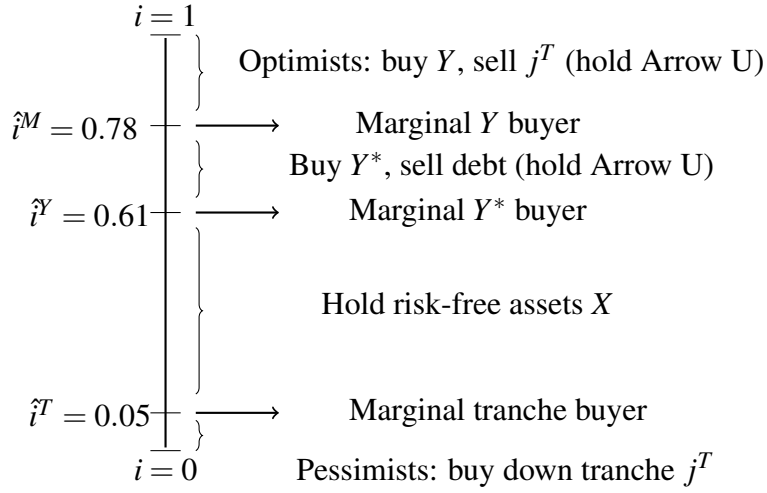 i = 1
Optimists: buy Y, sell j^T (hold Arrow U)
î^M = 0.78 Marginal Y buyer
Buy Y*, sell debt (hold Arrow U)
î^Y = 0.61 Marginal Y* buyer
Hold risk-free assets X
î^T = 0.05 Marginal tranche buyer
i = 0 Pessimists: buy down tranche j^T